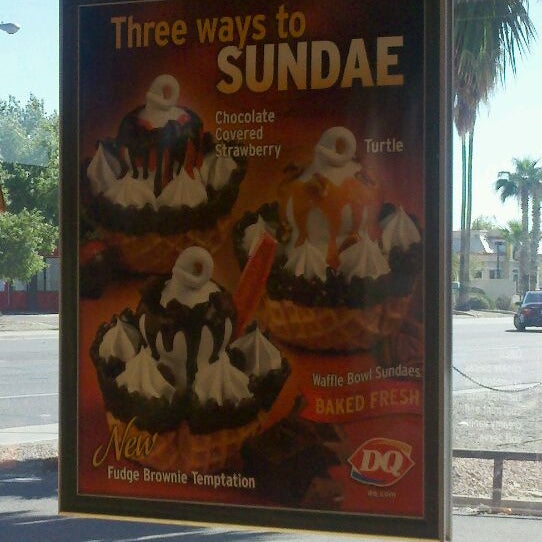 Three ways to
SUNDAE
Chocolate
Covered
Strawberry
Turtle
Waffle Bowl Sundaes
BAKED FRESH
New
Fudge Brownie Temptation
DQ
dq.com